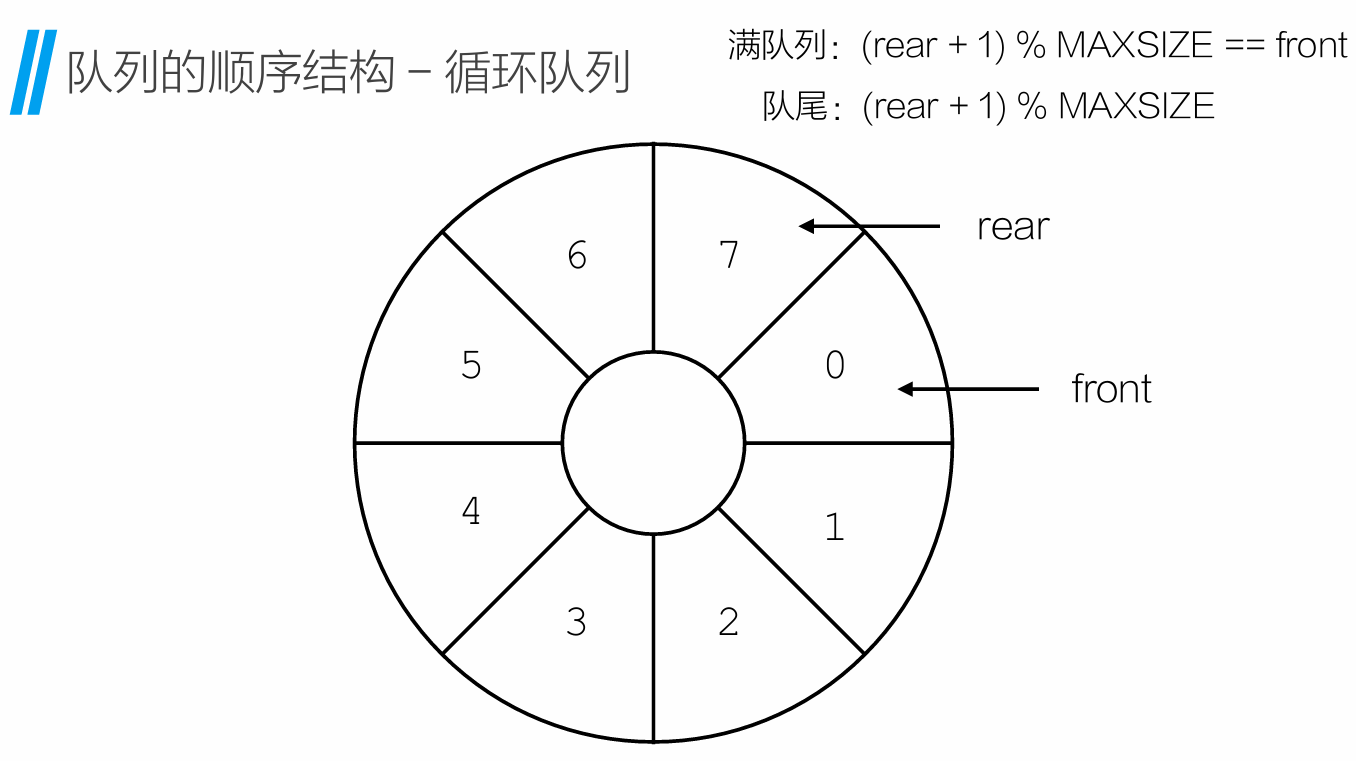 队列的顺序结构 – 循环队列
满队列：(rear + 1) % MAXSIZE == front
队尾：(rear + 1) % MAXSIZE
rear
6
7
5
0
front
4
1
3
2